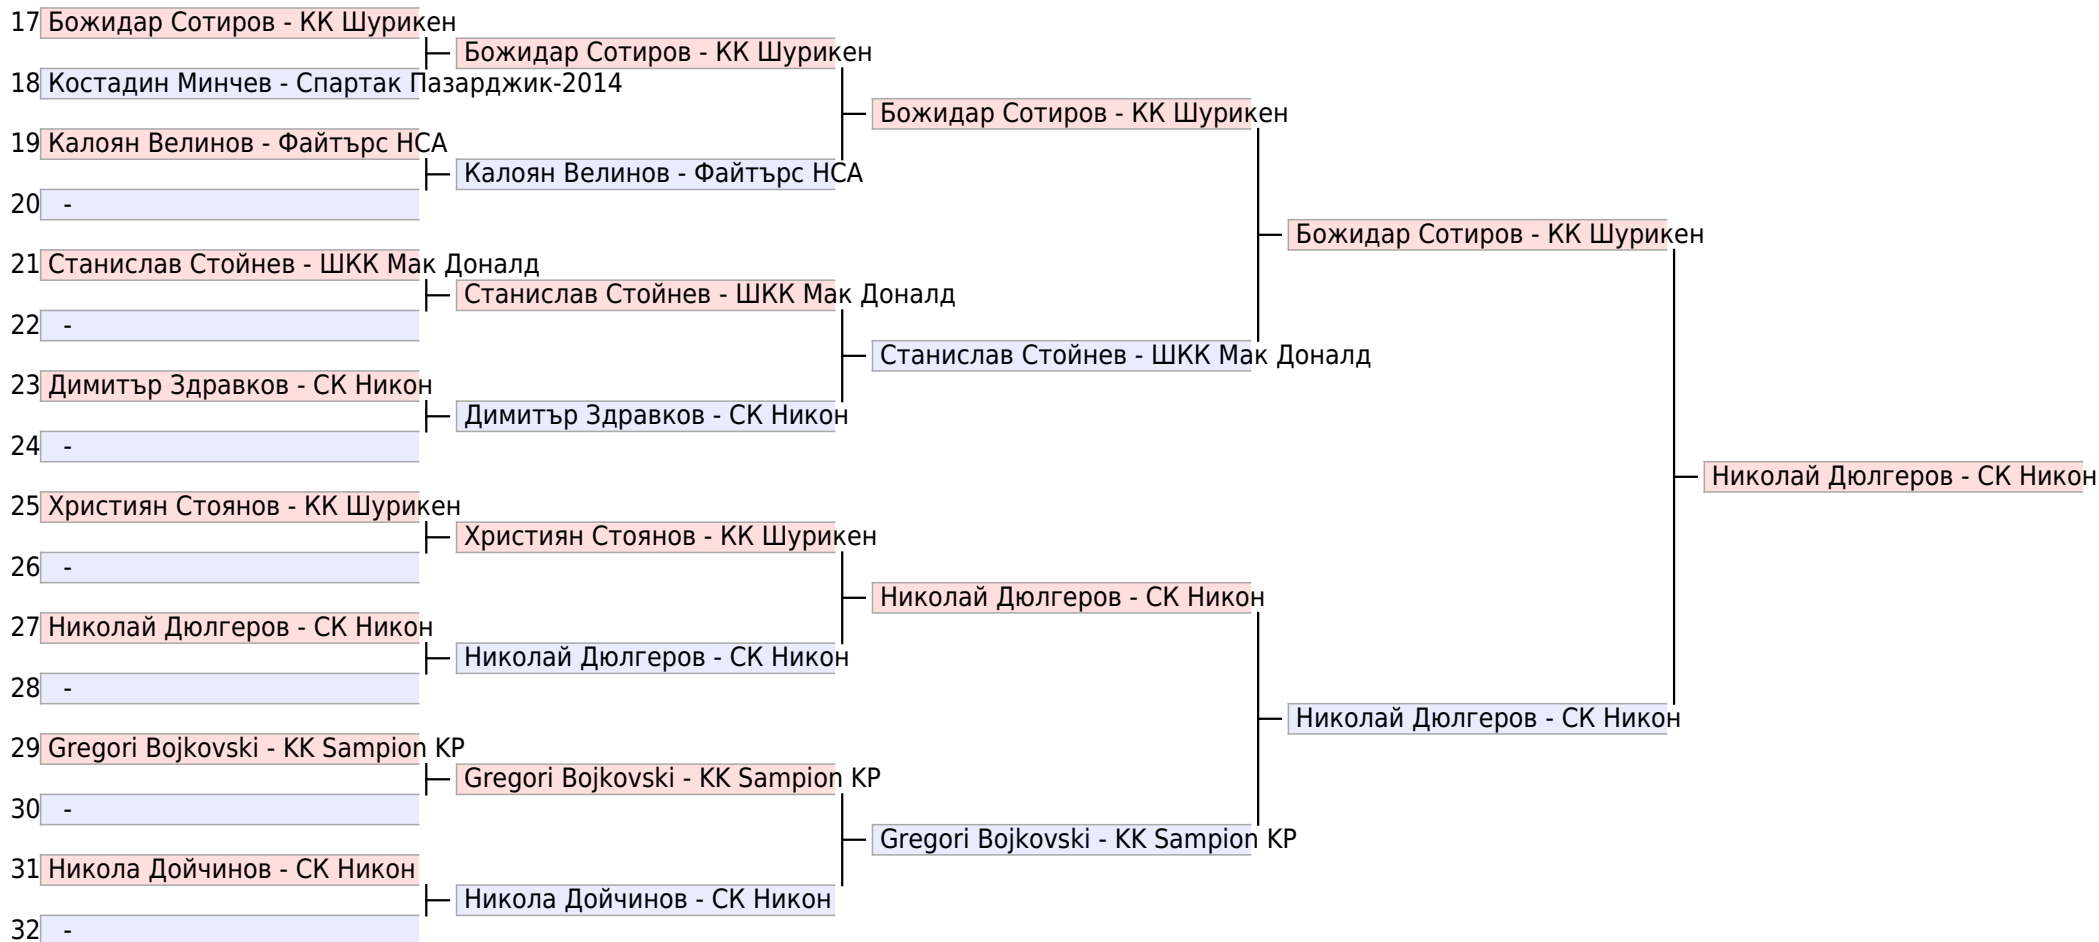 17 Божидар Сотиров - КК Шурикен
Божидар Сотиров - КК Шурикен
18 Костадин Минчев - Спартак Пазарджик-2014
Божидар Сотиров - КК Шурикен
19 Калоян Велинов - Файтърс НСА
Калоян Велинов - Файтърс НСА
20 -
Божидар Сотиров - КК Шурикен
21 Станислав Стойнев - ШКК Мак Доналд
Станислав Стойнев - ШКК Мак Доналд
22 -
Станислав Стойнев - ШКК Мак Доналд
23 Димитър Здравков - СК Никон
Димитър Здравков - СК Никон
24 -
Николай Дюлгеров - СК Никон
25 Християн Стоянов - КК Шурикен
Християн Стоянов - КК Шурикен
26 -
Николай Дюлгеров - СК Никон
27 Николай Дюлгеров - СК Никон
Николай Дюлгеров - СК Никон
28 -
Николай Дюлгеров - СК Никон
29 Gregori Bojkovski - KK Sampion KP
Gregori Bojkovski - KK Sampion KP
30 -
Gregori Bojkovski - KK Sampion KP
31 Никола Дойчинов - СК Никон
Никола Дойчинов - СК Никон
32 -